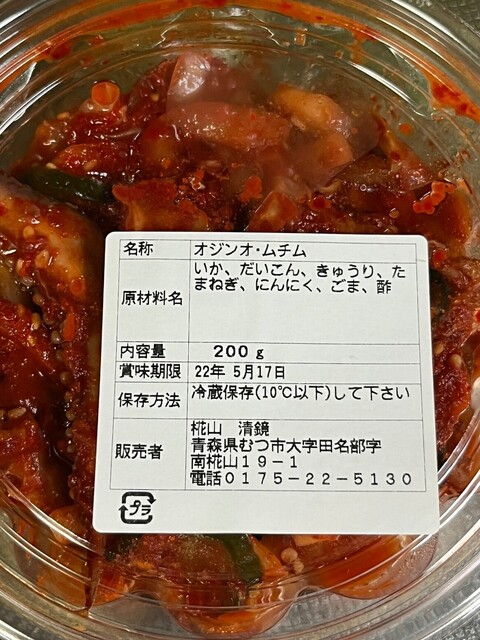 名称 オジンオ・ムチム
原材料名 いか、だいこん、きゅうり、た
まねぎ、にんにく、ごま、酢
内容量 200g
賞味期限 22年 5月17日
保存方法 冷蔵保存(10℃以下)して下さい
販売者 椛山 清鏡
青森県むつ市大字田名部字
南椛山19-1
電話0175-22-5130
プラ